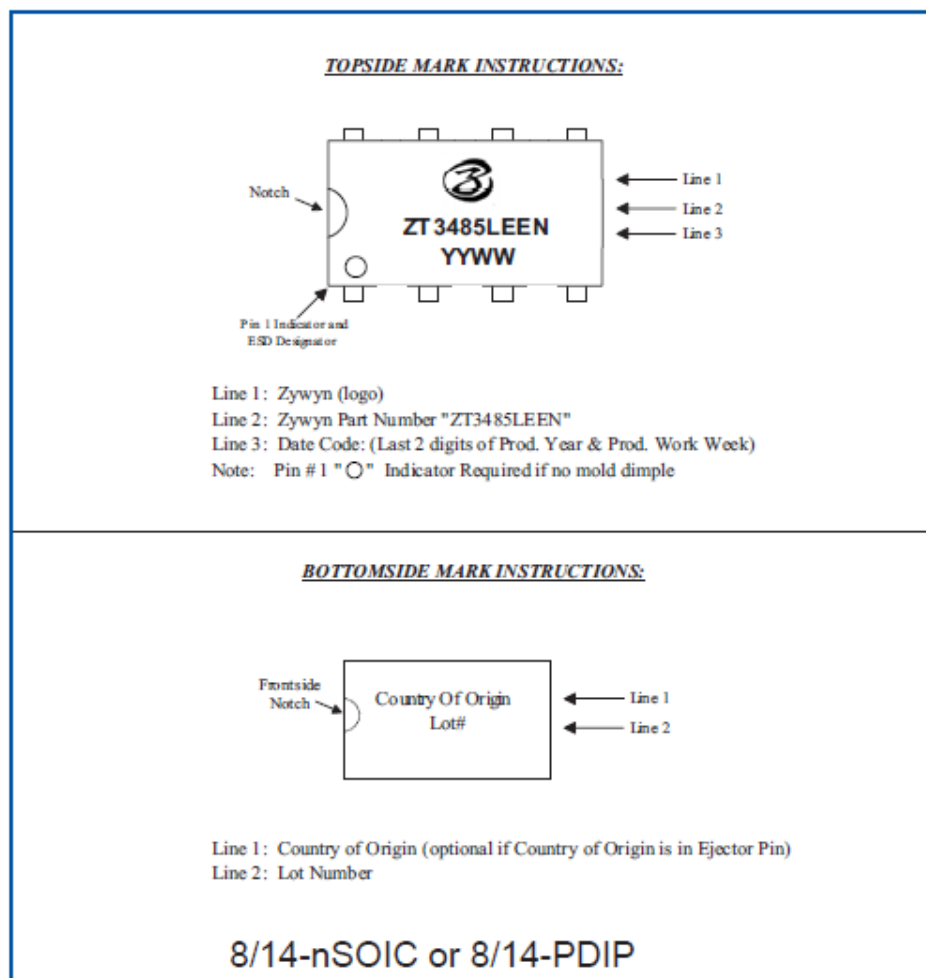 TOPSIDE MARK INSTRUCTIONS:
Notch
ZT3485LEEN
YYWW
Line 1
Line 2
Line 3
Pin 1 Indicator and
ESD Designator
Line 1: Zywyn (logo)
Line 2: Zywyn Part Number "ZT3485LEEN"
Line 3: Date Code: (Last 2 digits of Prod. Year & Prod. Work Week)
Note: Pin # 1 "○" Indicator Required if no mold dimple
BOTTOMSIDE MARK INSTRUCTIONS:
Frontside
Notch
Country Of Origin
Lot#
Line 1
Line 2
Line 1: Country of Origin (optional if Country of Origin is in Ejector Pin)
Line 2: Lot Number
8/14-nSOIC or 8/14-PDIP